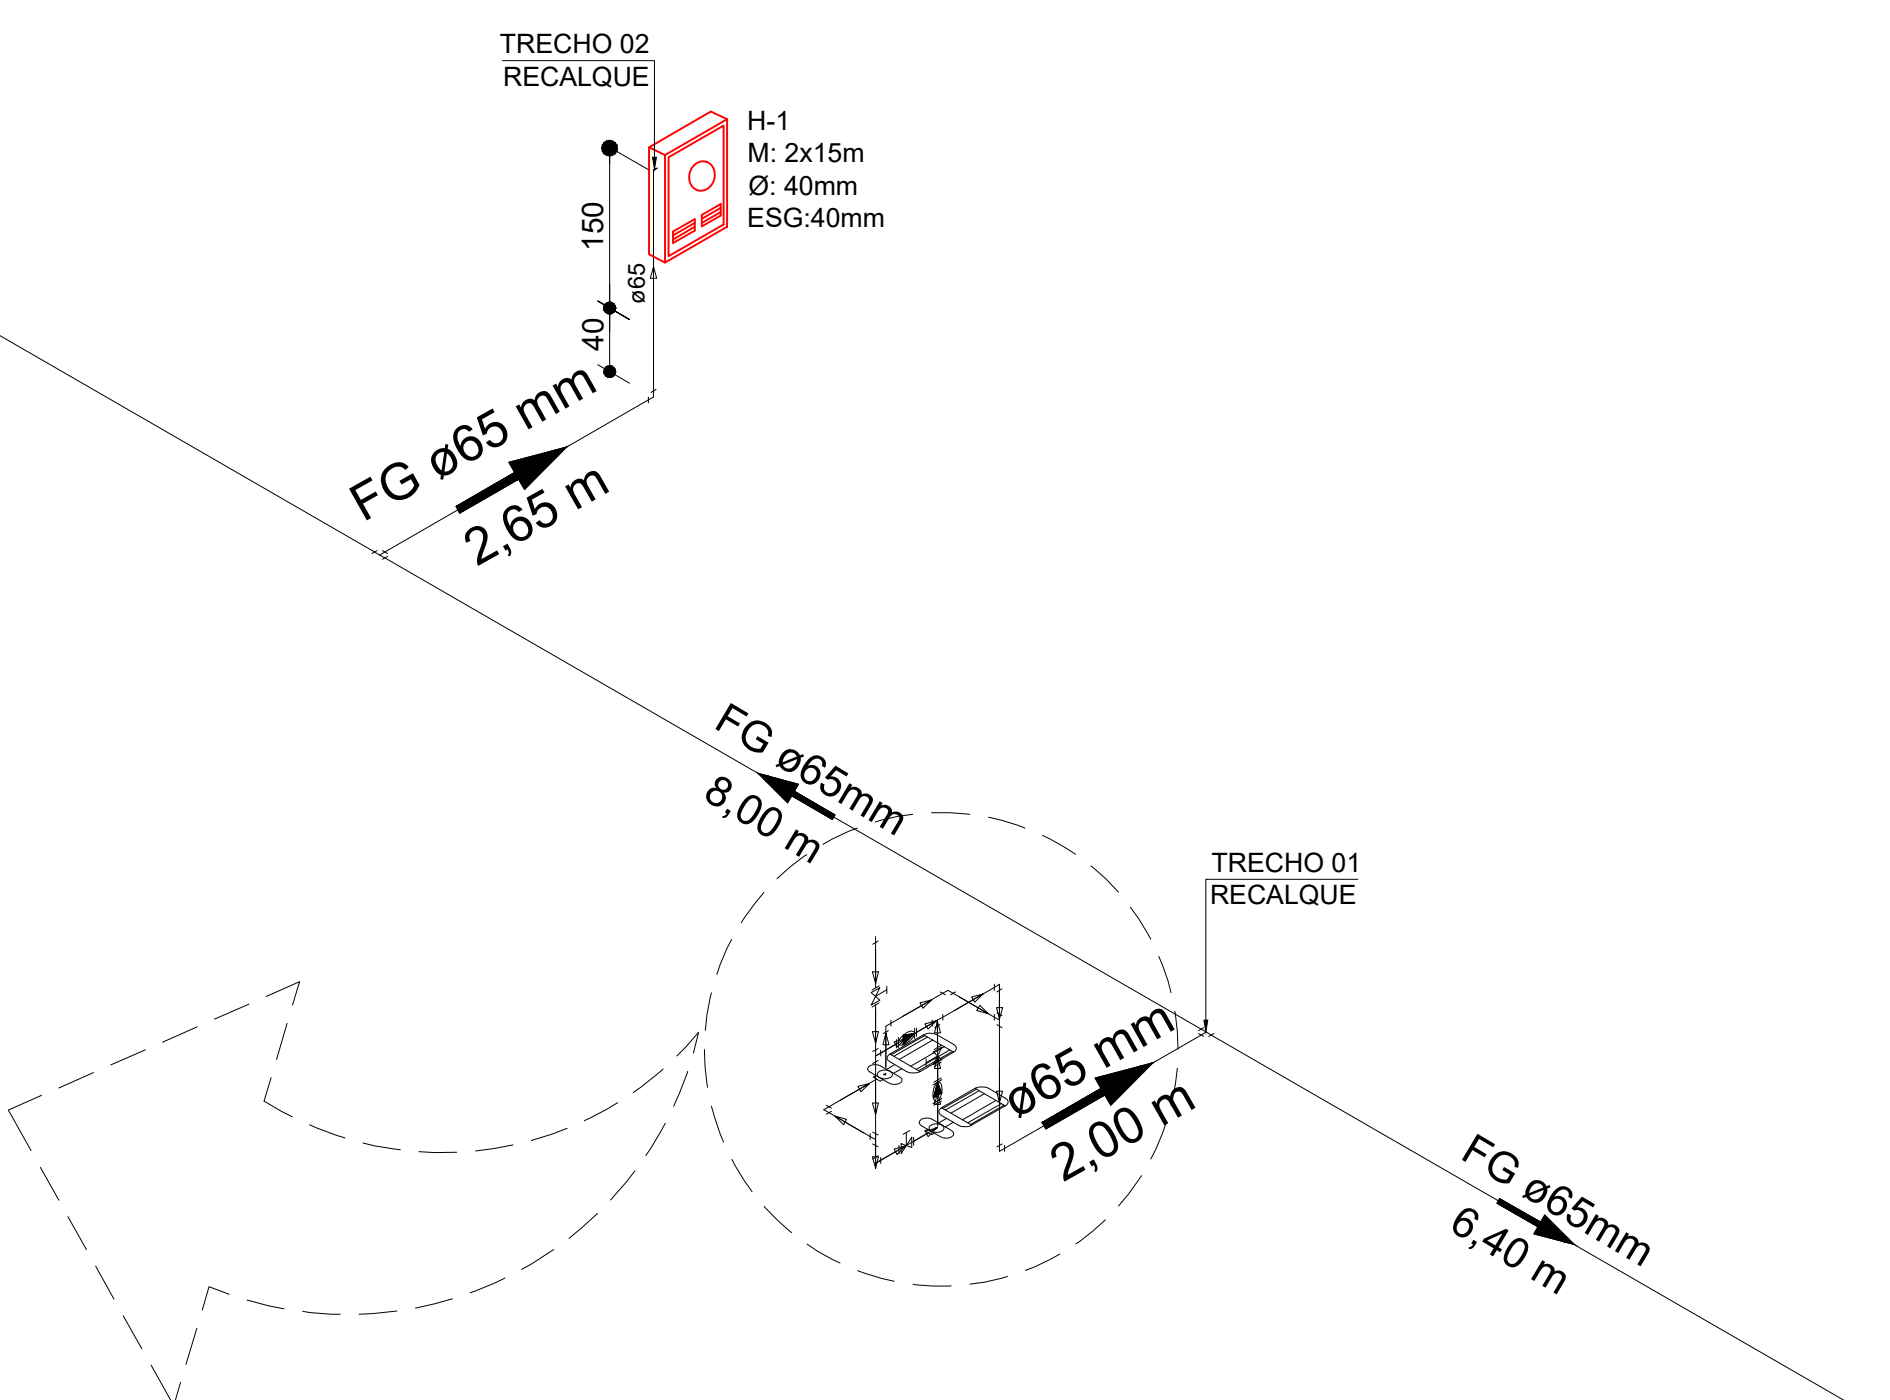 TRECHO 02
RECALQUE
H-1
M: 2x15m
Ø: 40mm
ESG:40mm
150
ø65
40
FG ø65 mm
2,65 m
FG ø65mm
8,00 m
TRECHO 01
RECALQUE
ø65 mm
2,00 m
FG ø65mm
6,40 m